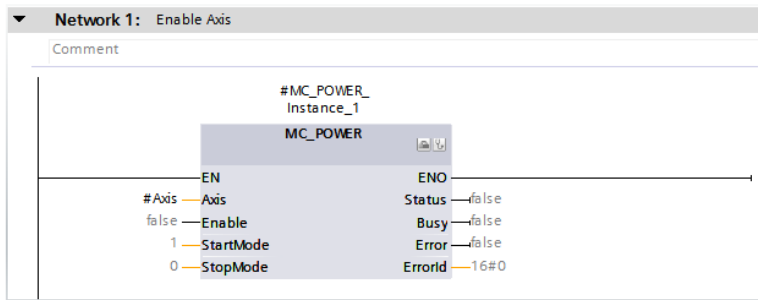 Network 1: Enable Axis
Comment
#MC_POWER_
Instance_1
MC_POWER
EN ENO
#Axis Axis Status false
false Enable Busy false
1 StartMode Error false
0 StopMode ErrorId 16#0